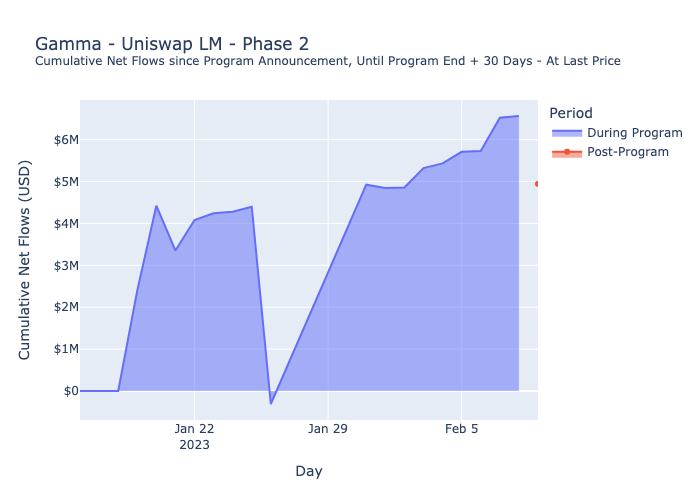 Gamma - Uniswap LM - Phase 2
Cumulative Net Flows since Program Announcement, Until Program End + 30 Days - At Last Price
Period
During Program
Post-Program
Cumulative Net Flows (USD)
$6M
$5M
$4M
$3M
$2M
$1M
$0
Jan 22
2023
Jan 29
Feb 5
Day